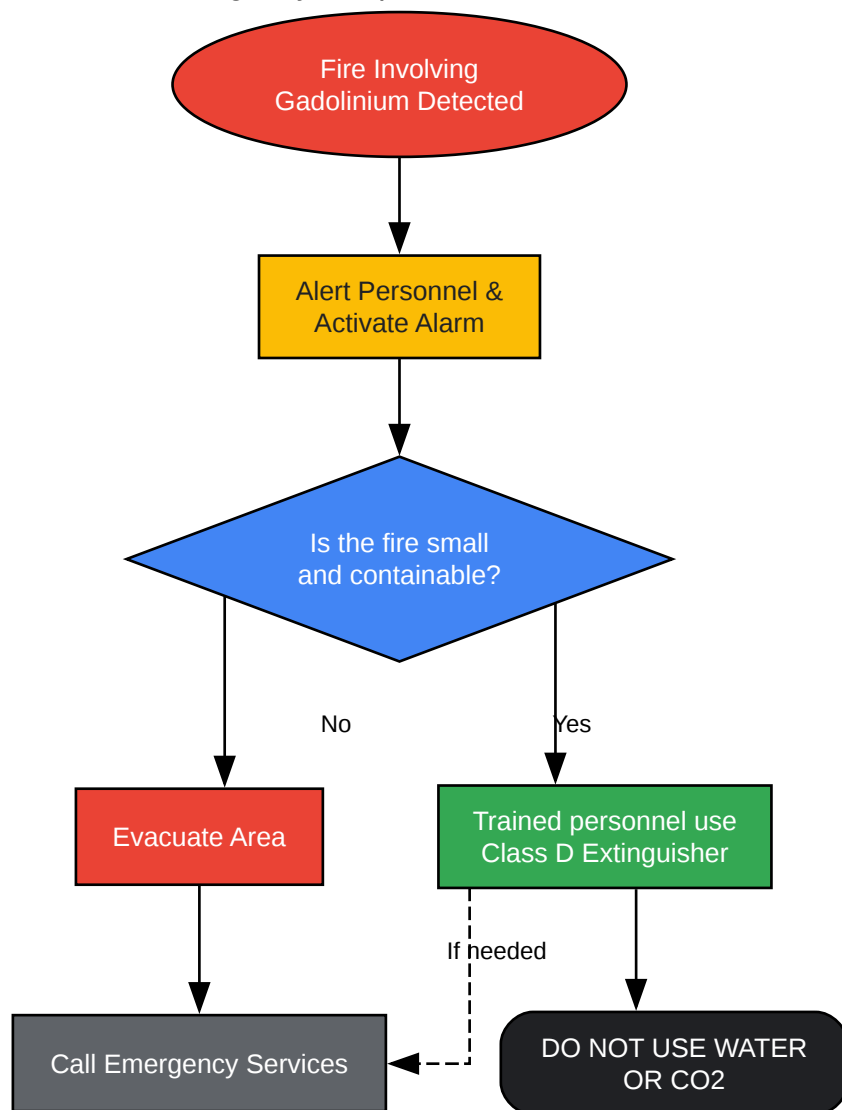 Fire Involving
Gadolinium Detected
Alert Personnel &
Activate Alarm
Is the fire small
and containable?
No
Yes
Evacuate Area
Trained personnel use
Class D Extinguisher
If needed
Call Emergency Services
DO NOT USE WATER
OR CO2